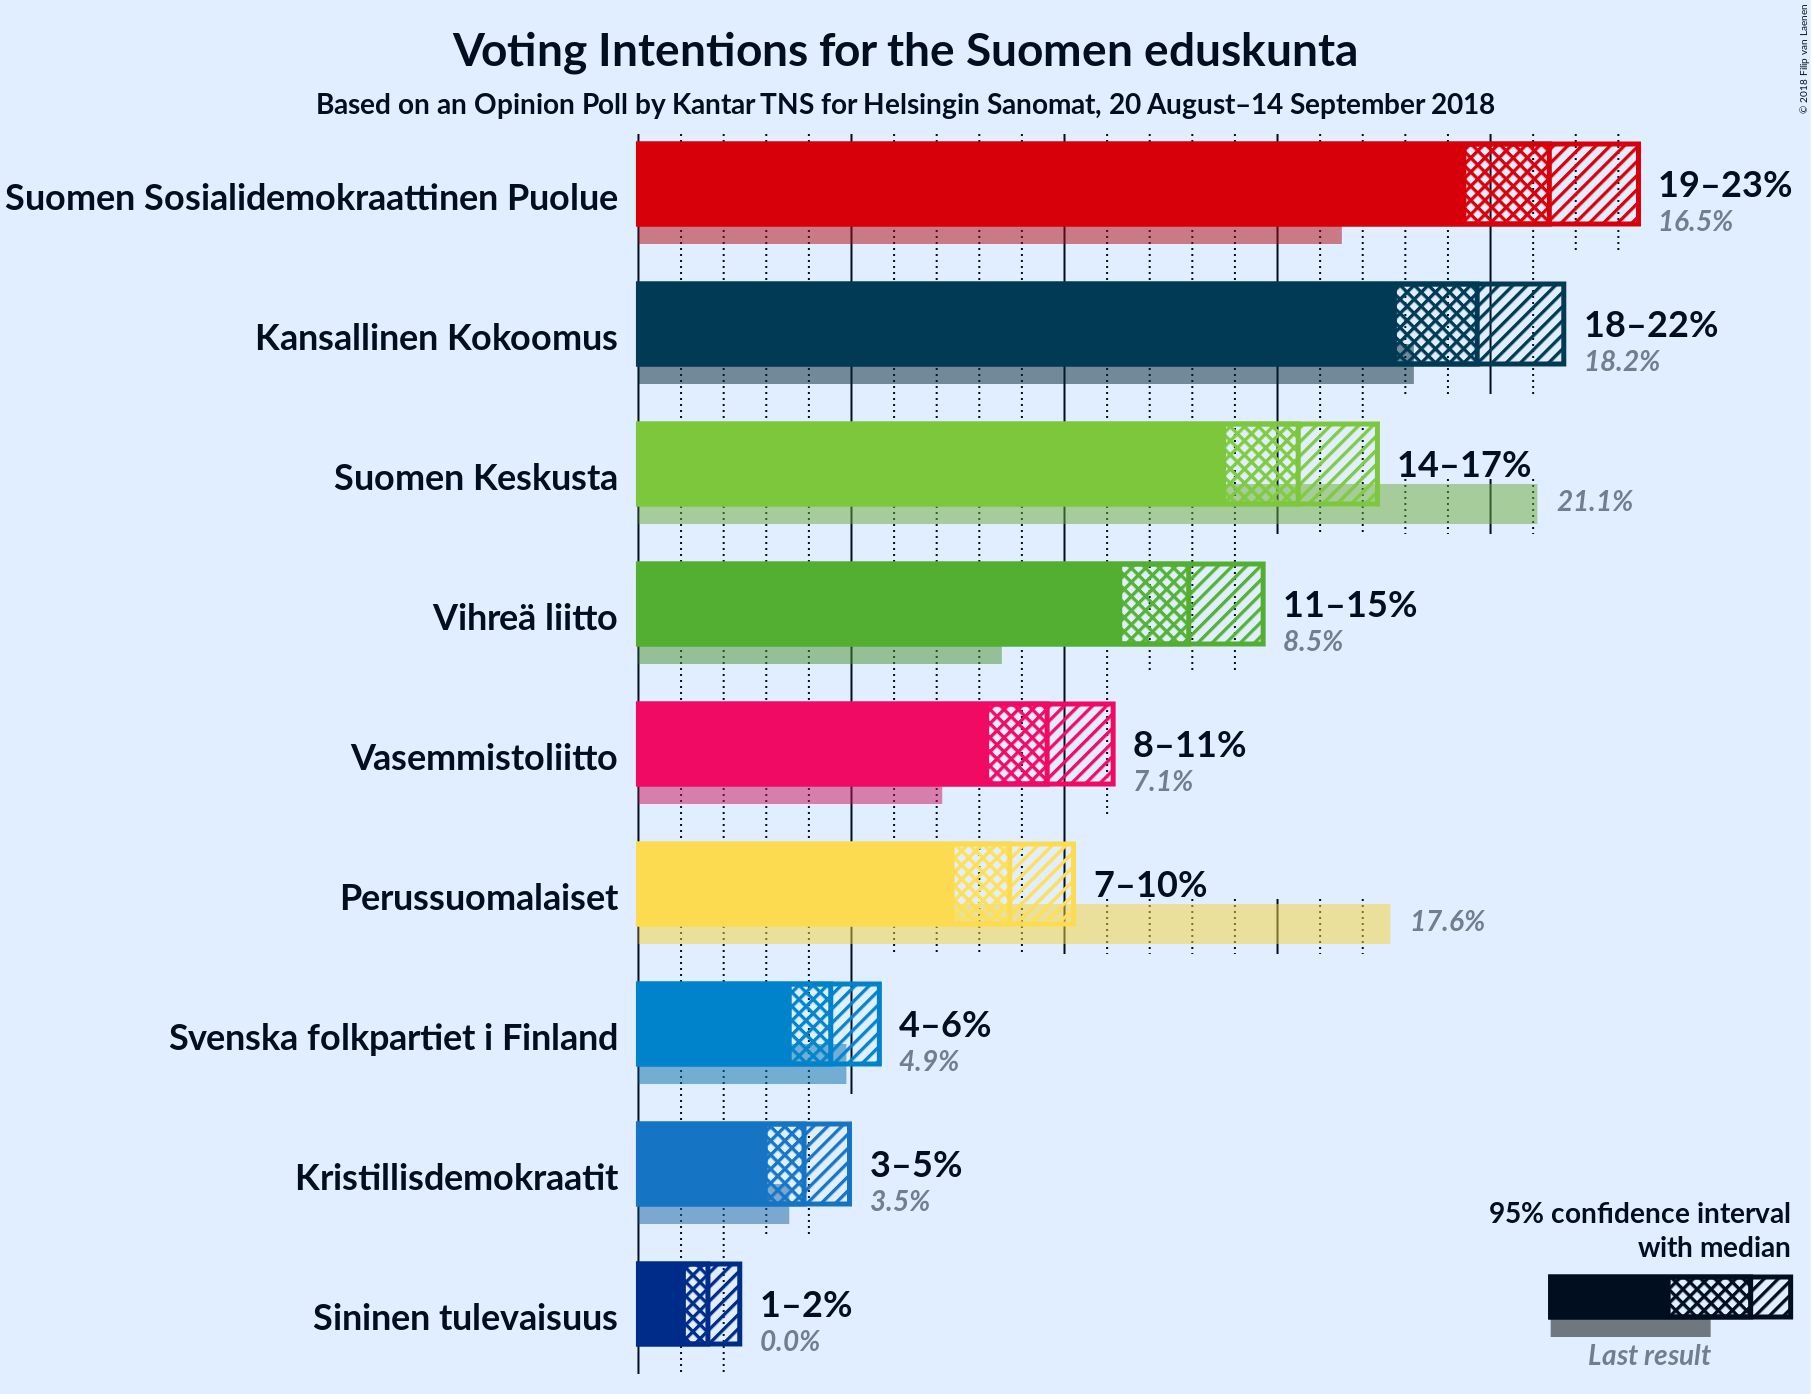 Voting Intentions for the Suomen eduskunta
Based on an Opinion Poll by Kantar TNS for Helsingin Sanomat, 20 August–14 September 2018
© 2018 Filip van Laenen
Suomen Sosialidemokraattinen Puolue
19–23%
16.5%
Kansallinen Kokoomus
18–22%
18.2%
Suomen Keskusta
14–17%
21.1%
Vihreä liitto
11–15%
8.5%
Vasemmistoliitto
8–11%
7.1%
Perussuomalaiset
7–10%
17.6%
Svenska folkpartiet i Finland
4–6%
4.9%
Kristillisdemokraatit
3–5%
3.5%
Sininen tulevaisuus
1–2%
0.0%
95% confidence interval
with median
Last result